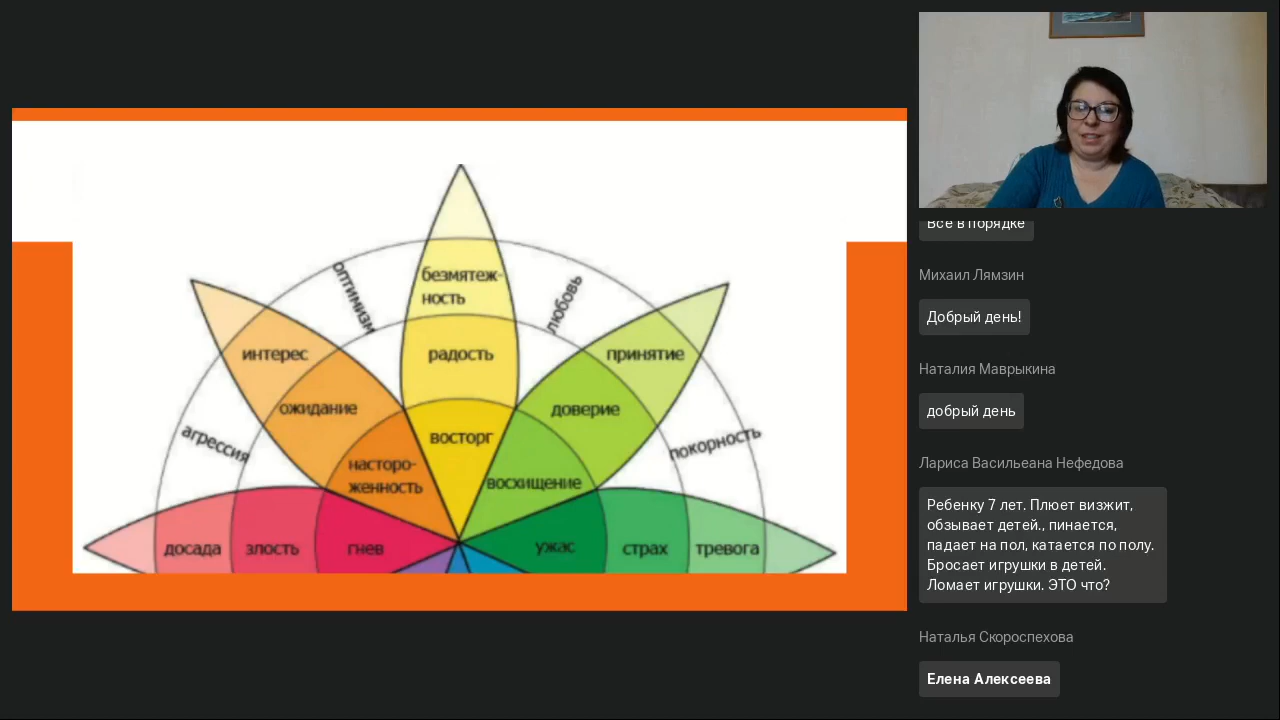 безмятеж-
ность
оптимизм
любовь
интерес
радость
принятие
ожидание
доверие
восторг
агрессия
покорность
насторо-
женность
восхищение
досада
злость
гнев
ужас
страх
тревога
Все в порядке
Михаил Лямзин
Добрый день!
Наталия Маврыкина
добрый день
Лариса Васильеана Нефедова
Ребенку 7 лет. Плюет визжит,
обзывает детей., пинается,
падает на пол, катается по полу.
Бросает игрушки в детей.
Ломает игрушки. ЭТО что?
Наталья Скороспехова
Елена Алексеева